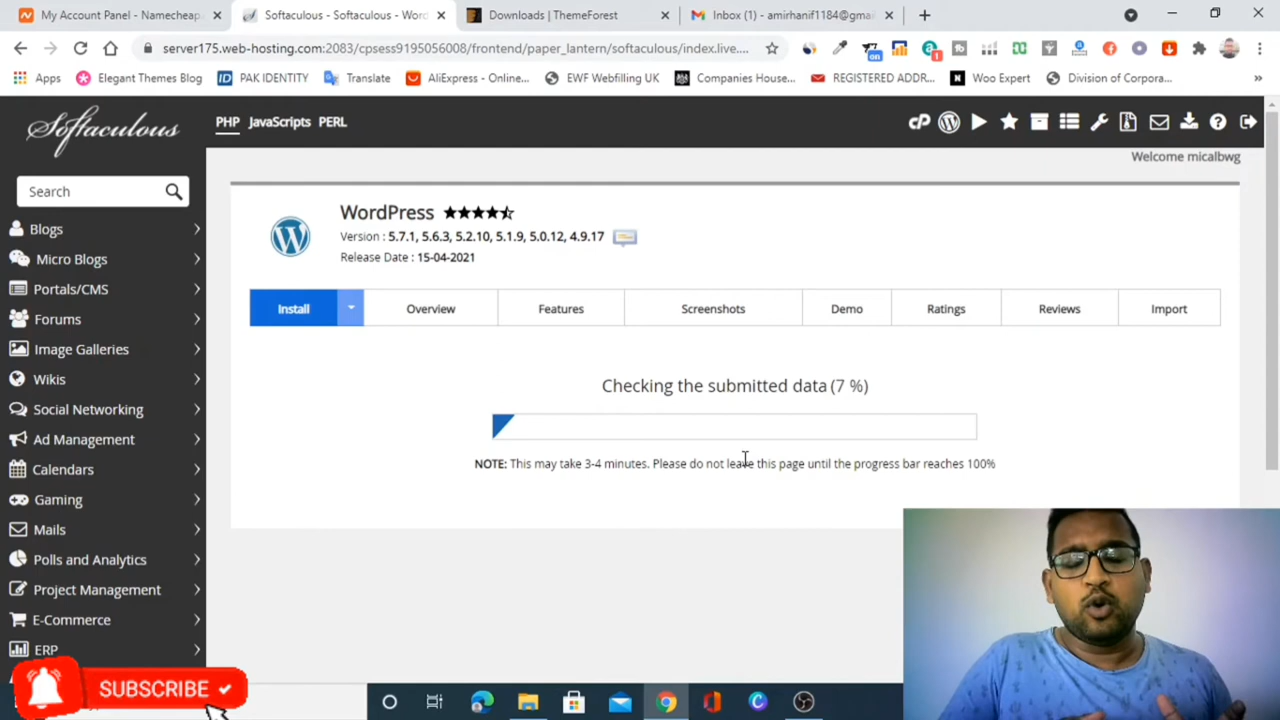 My Account Panel - Namecheap
Softaculous - Softaculous - Wor
Downloads | ThemeForest
Inbox (1) - amirhanif1184@gmai
server175.web-hosting.com:2083/cpsess9195056008/frontend/paper_lantern/softaculous/index.live....
on
1
Apps
Elegant Themes Blog
PAK IDENTITY
Translate
AliExpress - Online...
EWF Webfilling UK
Companies House...
REGISTERED ADDR...
Woo Expert
Division of Corpora...
Softaculous
PHP JavaScripts PERL
Welcome micalbwg
Search
Blogs
Micro Blogs
Portals/CMS
Forums
Image Galleries
Wikis
Social Networking
Ad Management
Calendars
Gaming
Mails
Polls and Analytics
Project Management
E-Commerce
ERP
WordPress
Version : 5.7.1, 5.6.3, 5.2.10, 5.1.9, 5.0.12, 4.9.17
Release Date : 15-04-2021
Install
Overview
Features
Screenshots
Demo
Ratings
Reviews
Import
Checking the submitted data (7 %)
NOTE: This may take 3-4 minutes. Please do not leave this page until the progress bar reaches 100%
SUBSCRIBE